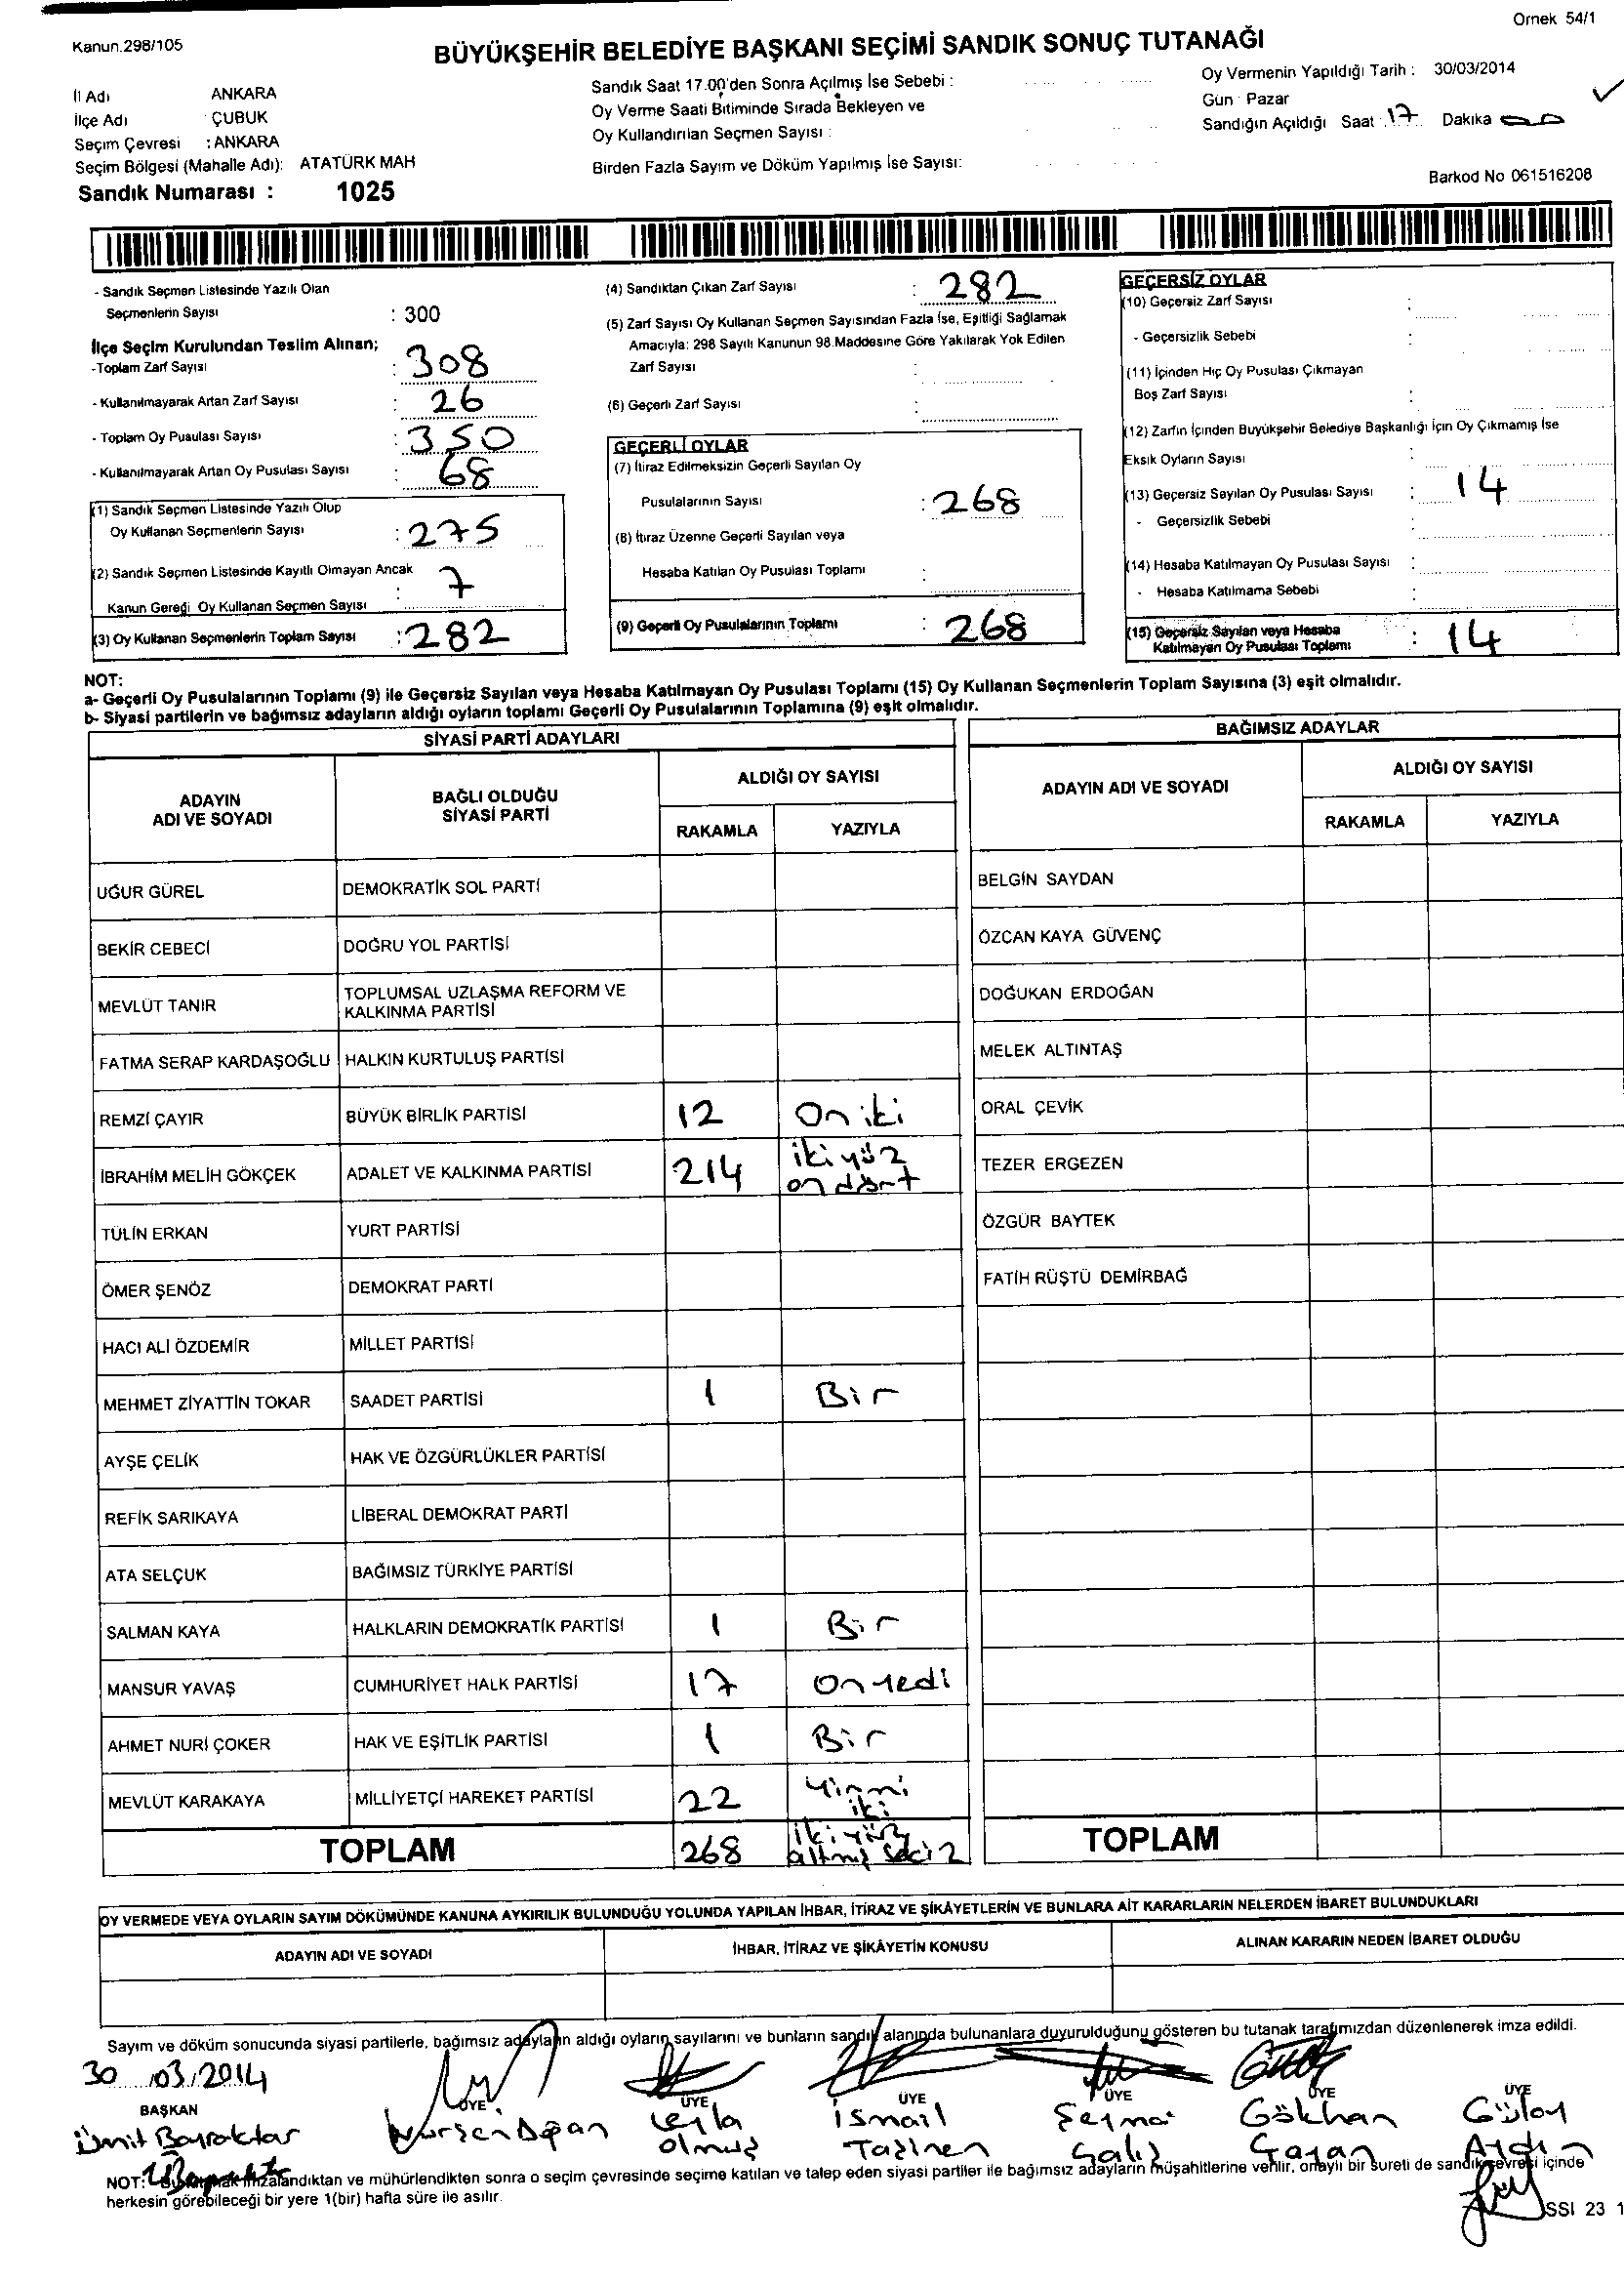 Ornek 54/1
Kanun.298/105
BÜYÜKŞEHİR BELEDİYE BAŞKANI SEÇİMİ SANDIK SONUÇ TUTANAĞI
İl Adı ANKARA
İlçe Adı ÇUBUK
Seçim Çevresi : ANKARA
Seçim Bölgesi (Mahalle Adı): ATATÜRK MAH
Sandık Numarası : 1025
Sandık Saat 17.00'den Sonra Açılmış İse Sebebi :
Oy Verme Saati Bitiminde Sırada Bekleyen ve
Oy Kullandırılan Seçmen Sayısı :
Birden Fazla Sayım ve Döküm Yapılmış İse Sayısı:
Oy Vermenin Yapıldığı Tarih : 30/03/2014
Gün : Pazar
Sandığın Açıldığı Saat : 17 Dakika 00
Barkod No 061516208
- Sandık Seçmen Listesinde Yazılı Olan
Seçmenlerin Sayısı : 300
İlçe Seçim Kurulundan Teslim Alınan;
-Toplam Zarf Sayısı : 308
- Kullanılmayarak Artan Zarf Sayısı : 26
- Toplam Oy Pusulası Sayısı : 350
- Kullanılmayarak Artan Oy Pusulası Sayısı : 68
(1) Sandık Seçmen Listesinde Yazılı Olup
Oy Kullanan Seçmenlerin Sayısı : 275
(2) Sandık Seçmen Listesinde Kayıtlı Olmayan Ancak
Kanun Gereği Oy Kullanan Seçmen Sayısı : 7
(3) Oy Kullanan Seçmenlerin Toplam Sayısı : 282
(4) Sandıktan Çıkan Zarf Sayısı : 282
(5) Zarf Sayısı Oy Kullanan Seçmen Sayısından Fazla İse, Eşitliği Sağlamak
Amacıyla: 298 Sayılı Kanunun 98.Maddesine Göre Yakılarak Yok Edilen
Zarf Sayısı :
(6) Geçerli Zarf Sayısı :
GEÇERLİ OYLAR
(7) İtiraz Edilmeksizin Geçerli Sayılan Oy
Pusulalarının Sayısı : 268
(8) İtiraz Üzerine Geçerli Sayılan veya
Hesaba Katılan Oy Pusulası Toplamı :
(9) Geçerli Oy Pusulalarının Toplamı : 268
GEÇERSİZ OYLAR
(10) Geçersiz Zarf Sayısı :
- Geçersizlik Sebebi :
(11) İçinden Hiç Oy Pusulası Çıkmayan
Boş Zarf Sayısı :
(12) Zarfın İçinden Büyükşehir Belediye Başkanlığı İçin Oy Çıkmamış İse
Eksik Oyların Sayısı :
(13) Geçersiz Sayılan Oy Pusulası Sayısı : 14
- Geçersizlik Sebebi :
(14) Hesaba Katılmayan Oy Pusulası Sayısı :
- Hesaba Katılmama Sebebi :
(15) Geçersiz Sayılan veya Hesaba
Katılmayan Oy Pusulası Toplamı : 14
NOT:
a- Geçerli Oy Pusulalarının Toplamı (9) ile Geçersiz Sayılan veya Hesaba Katılmayan Oy Pusulası Toplamı (15) Oy Kullanan Seçmenlerin Toplam Sayısına (3) eşit olmalıdır.
b- Siyasi partilerin ve bağımsız adayların aldığı oyların toplamı Geçerli Oy Pusulalarının Toplamına (9) eşit olmalıdır.
SİYASİ PARTİ ADAYLARI
ADAYIN ADI VE SOYADI
BAĞLI OLDUĞU SİYASİ PARTİ
ALDIĞI OY SAYISI
RAKAMLA YAZIYLA
UĞUR GÜREL DEMOKRATİK SOL PARTİ
BEKİR CEBECİ DOĞRU YOL PARTİSİ
MEVLÜT TANIR TOPLUMSAL UZLAŞMA REFORM VE KALKINMA PARTİSİ
FATMA SERAP KARDAŞOĞLU HALKIN KURTULUŞ PARTİSİ
REMZİ ÇAYIR BÜYÜK BİRLİK PARTİSİ 12 On iki
İBRAHİM MELİH GÖKÇEK ADALET VE KALKINMA PARTİSİ 214 iki yüz on dört
TÜLİN ERKAN YURT PARTİSİ
ÖMER ŞENÖZ DEMOKRAT PARTİ
HACI ALİ ÖZDEMİR MİLLET PARTİSİ
MEHMET ZİYATTİN TOKAR SAADET PARTİSİ 1 Bir
AYŞE ÇELİK HAK VE ÖZGÜRLÜKLER PARTİSİ
REFİK SARIKAYA LİBERAL DEMOKRAT PARTİ
ATA SELÇUK BAĞIMSIZ TÜRKİYE PARTİSİ
SALMAN KAYA HALKLARIN DEMOKRATİK PARTİSİ 1 Bir
MANSUR YAVAŞ CUMHURİYET HALK PARTİSİ 17 On yedi
AHMET NURİ ÇOKER HAK VE EŞİTLİK PARTİSİ 1 Bir
MEVLÜT KARAKAYA MİLLİYETÇİ HAREKET PARTİSİ 22 Yirmi iki
TOPLAM 268 iki yüz altmış seciz
BAĞIMSIZ ADAYLAR
ADAYIN ADI VE SOYADI
ALDIĞI OY SAYISI
RAKAMLA YAZIYLA
BELGİN SAYDAN
ÖZCAN KAYA GÜVENÇ
DOĞUKAN ERDOĞAN
MELEK ALTINTAŞ
ORAL ÇEVİK
TEZER ERGEZEN
ÖZGÜR BAYTEK
FATİH RÜŞTÜ DEMİRBAĞ
TOPLAM
OY VERMEDE VEYA OYLARIN SAYIM DÖKÜMÜNDE KANUNA AYKIRILIK BULUNDUĞU YOLUNDA YAPILAN İHBAR, İTİRAZ VE ŞİKÂYETLERİN VE BUNLARA AİT KARARLARIN NELERDEN İBARET BULUNDUKLARI
ADAYIN ADI VE SOYADI İHBAR, İTİRAZ VE ŞİKÂYETİN KONUSU ALINAN KARARIN NEDEN İBARET OLDUĞU
Sayım ve döküm sonucunda siyasi partilerle, bağımsız adayların aldığı oyların sayılarını ve bunların sandık alanında bulunanlara duyurulduğunu gösteren bu tutanak tarafımızdan düzenlenerek imza edildi.
30/03/2014
BAŞKAN ÜYE ÜYE ÜYE ÜYE ÜYE ÜYE
Ümit Bayraktar Nurşen Doğan Leyla Olmuş İsmail Şeyma Gökhan Gülay
NOT: imzalandıktan ve mühürlendikten sonra o seçim çevresinde seçime katılan ve talep eden siyasi partiler ile bağımsız adayların müşahitlerine verilir, onaylı bir sureti de sandık çevresi içinde
herkesin görebileceği bir yere 1(bir) hafta süre ile asılır.
SSI 23 1